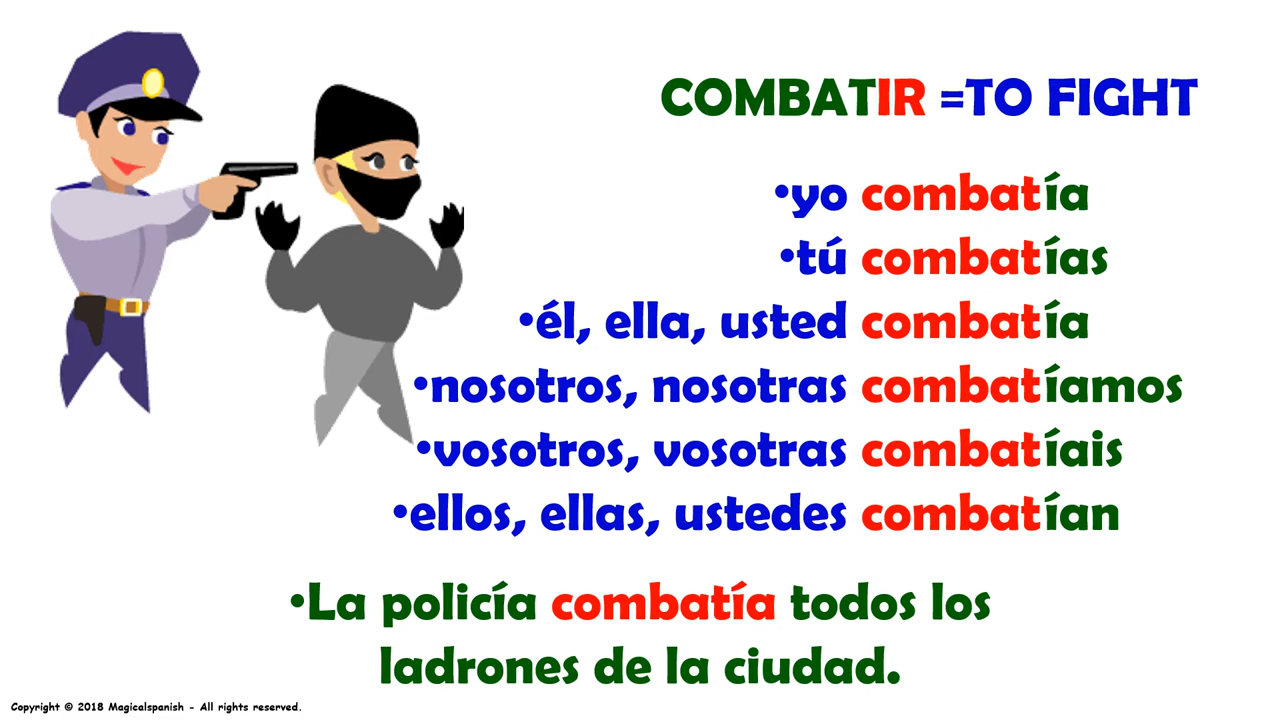 COMBATIR =TO FIGHT
•yo combatía
•tú combatías
•él, ella, usted combatía
•nosotros, nosotras combatíamos
•vosotros, vosotras combatíais
•ellos, ellas, ustedes combatían
•La policía combatía todos los
ladrones de la ciudad.
Copyright © 2018 Magicalspanish - All rights reserved.